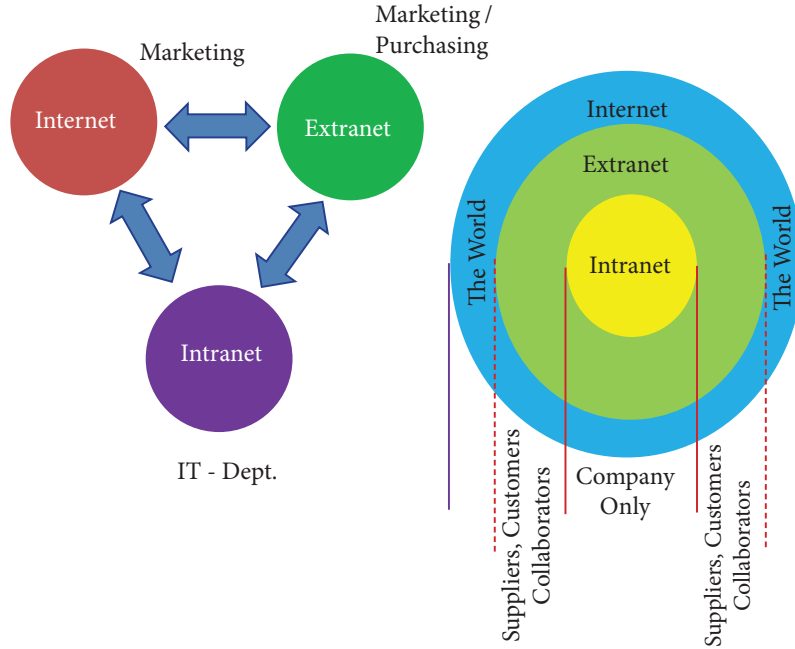 Marketing /
Purchasing
Marketing
Internet
Extranet
Intranet
IT - Dept.
Internet
Extranet
Intranet
The World
The World
Company
Only
Suppliers, Customers
Collaborators
Suppliers, Customers
Collaborators